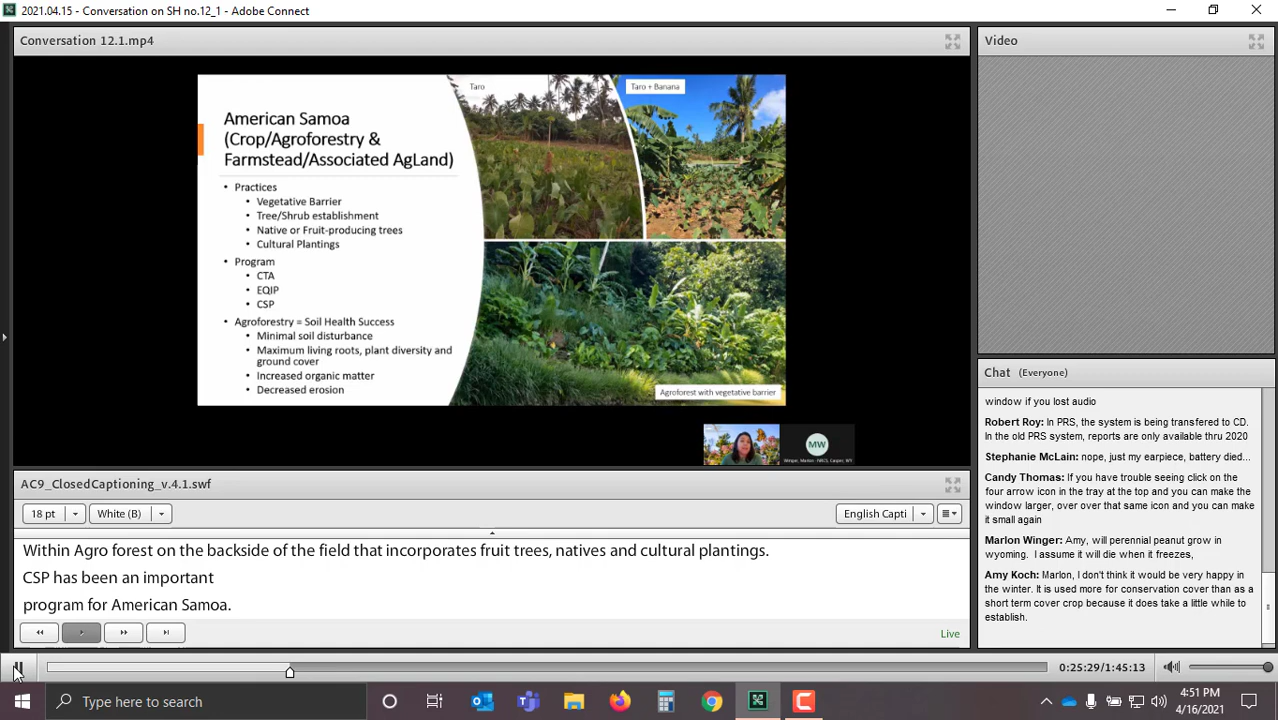 2021.04.15 - Conversation on SH no.12_1 - Adobe Connect
Conversation 12.1.mp4
American Samoa
(Crop/Agroforestry &
Farmstead/Associated AgLand)
• Practices
• Vegetative Barrier
• Tree/Shrub establishment
• Native or Fruit-producing trees
• Cultural Plantings
• Program
• CTA
• EQIP
• CSP
• Agroforestry = Soil Health Success
• Minimal soil disturbance
• Maximum living roots, plant diversity and
ground cover
• Increased organic matter
• Decreased erosion
Taro
Taro + Banana
Agroforest with vegetative barrier
MW
Winger, Marlon - NRCS, Casper, WY
AC9_ClosedCaptioning_v.4.1.swf
18 pt
White (B)
English Capti
Within Agro forest on the backside of the field that incorporates fruit trees, natives and cultural plantings.
CSP has been an important
program for American Samoa.
Live
Video
Chat (Everyone)
window if you lost audio
Robert Roy: In PRS, the system is being transfered to CD.
In the old PRS system, reports are only available thru 2020
Stephanie McLain: nope, just my earpiece, battery died...
Candy Thomas: If you have trouble seeing click on the
four arrow icon in the tray at the top and you can make the
window larger, over over that same icon and you can make
it small again
Marlon Winger: Amy, will perennial peanut grow in
wyoming. I assume it will die when it freezes,
Amy Koch: Marlon, I don't think it would be very happy in
the winter. It is used more for conservation cover than as a
short term cover crop because it does take a little while to
establish.
0:25:29/1:45:13
Type here to search
4:51 PM
4/16/2021